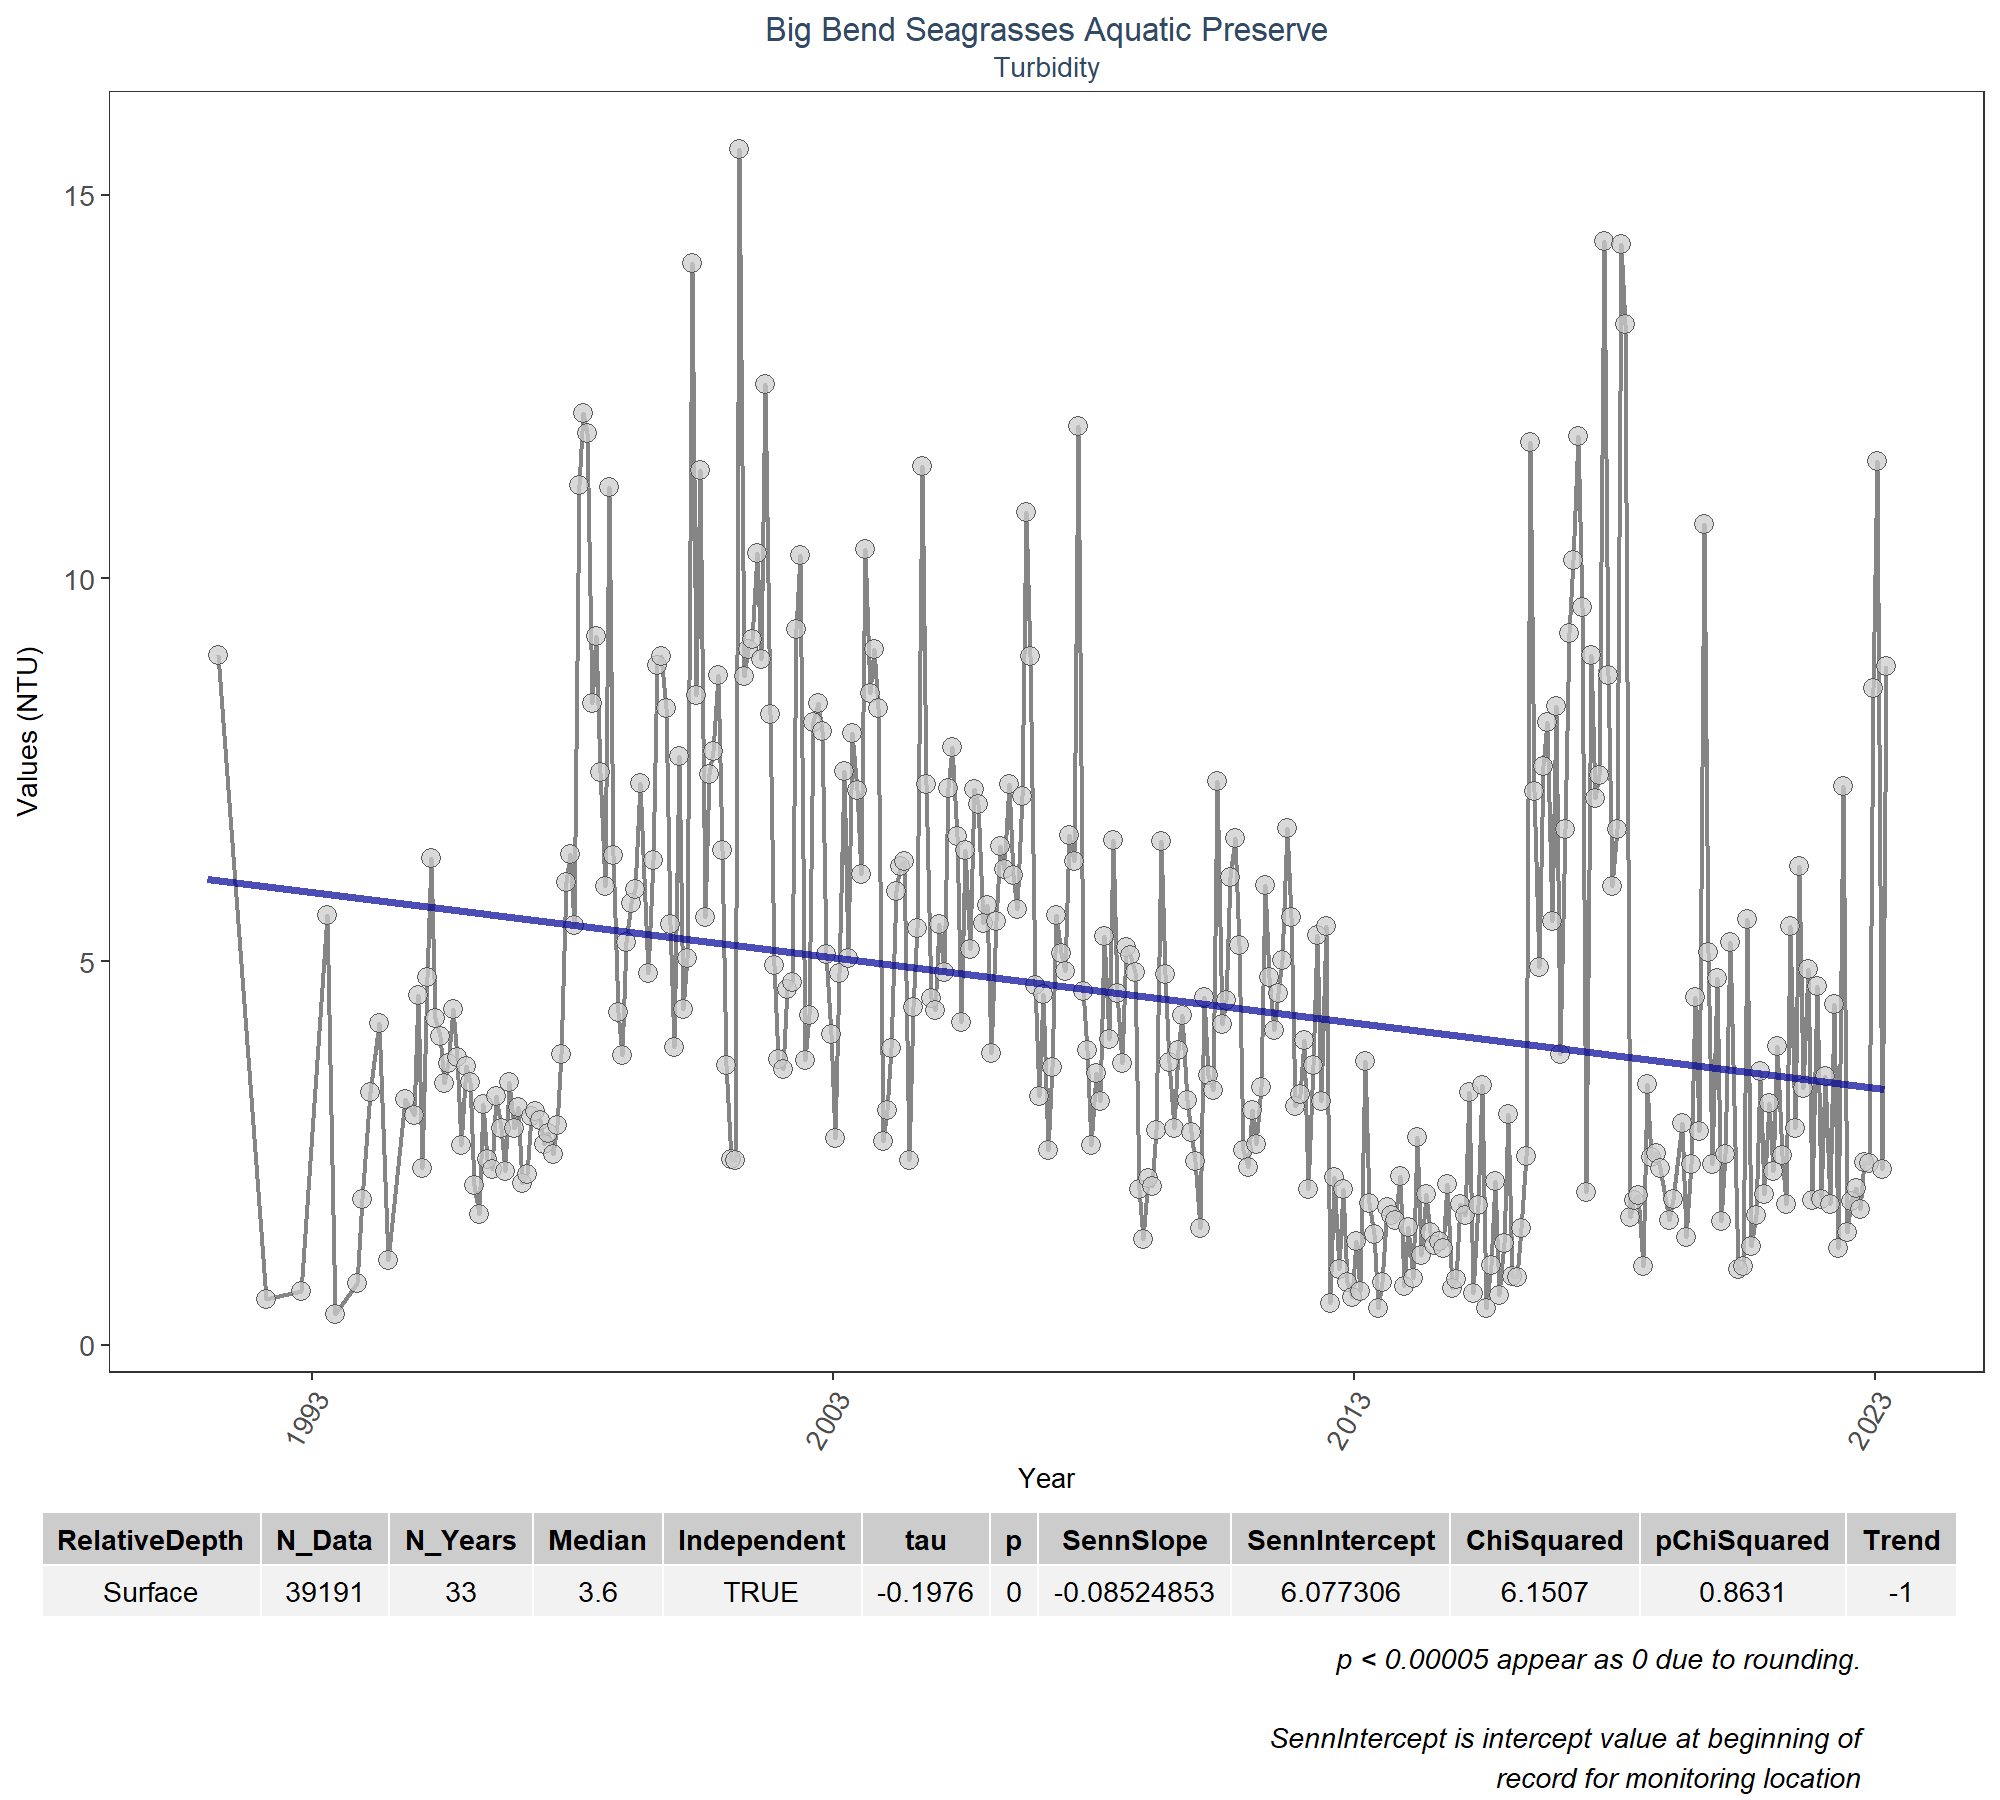 Big Bend Seagrasses Aquatic Preserve
Turbidity
Values (NTU)
15
10
5
0
1993 2003 2013 2023
Year
RelativeDepth N_Data N_Years Median Independent tau p SennSlope SennIntercept ChiSquared pChiSquared Trend
Surface 39191 33 3.6 TRUE -0.1976 0 -0.08524853 6.077306 6.1507 0.8631 -1
p < 0.00005 appear as 0 due to rounding.
SennIntercept is intercept value at beginning of
record for monitoring location